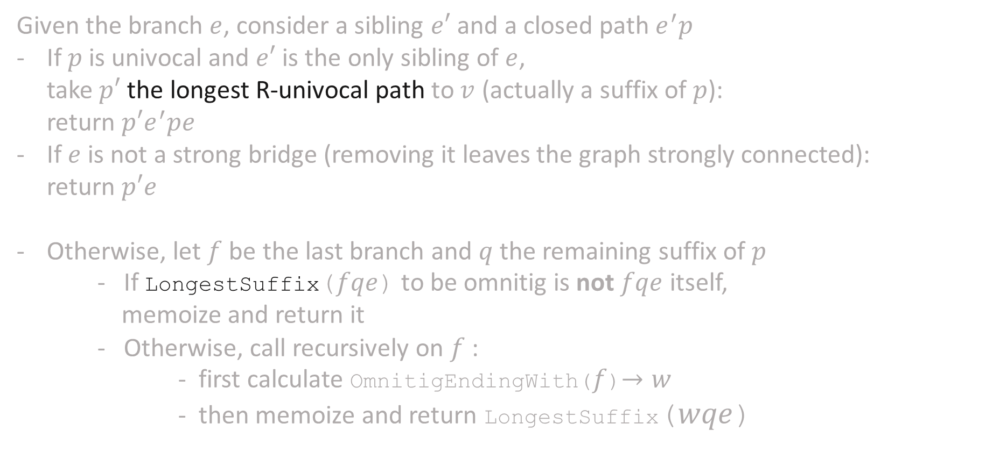 Given the branch e, consider a sibling e′ and a closed path e′p
- If p is univocal and e′ is the only sibling of e,
take p′ the longest R-univocal path to v (actually a suffix of p):
return p′e′pe
- If e is not a strong bridge (removing it leaves the graph strongly connected):
return p′e
- Otherwise, let f be the last branch and q the remaining suffix of p
- If LongestSuffix(fqe) to be omnitig is not fqe itself,
memoize and return it
- Otherwise, call recursively on f :
- first calculate OmnitigEndingWith(f)→ w
- then memoize and return LongestSuffix(wqe)